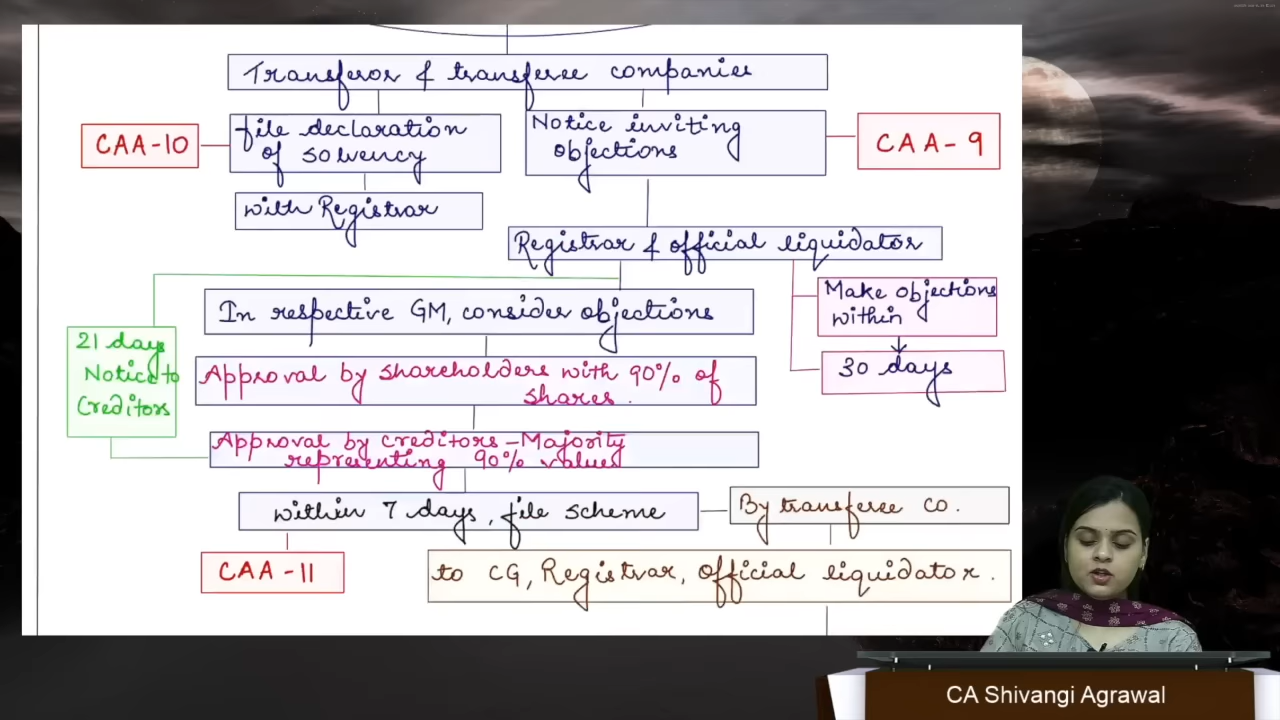 Transferor & transferee companies
CAA-10
file declaration
of solvency
Notice inviting
objections
CAA-9
with Registrar
Registrar & official liquidator
In respective GM, consider objections
Make objections
within
30 days
21 days
Notice to
Creditors
Approval by shareholders with 90% of
shares.
Approval by creditors - Majority
representing 90% values
within 7 days, file scheme
By transferee co.
CAA-11
to CG, Registrar, official liquidator.
CA Shivangi Agrawal